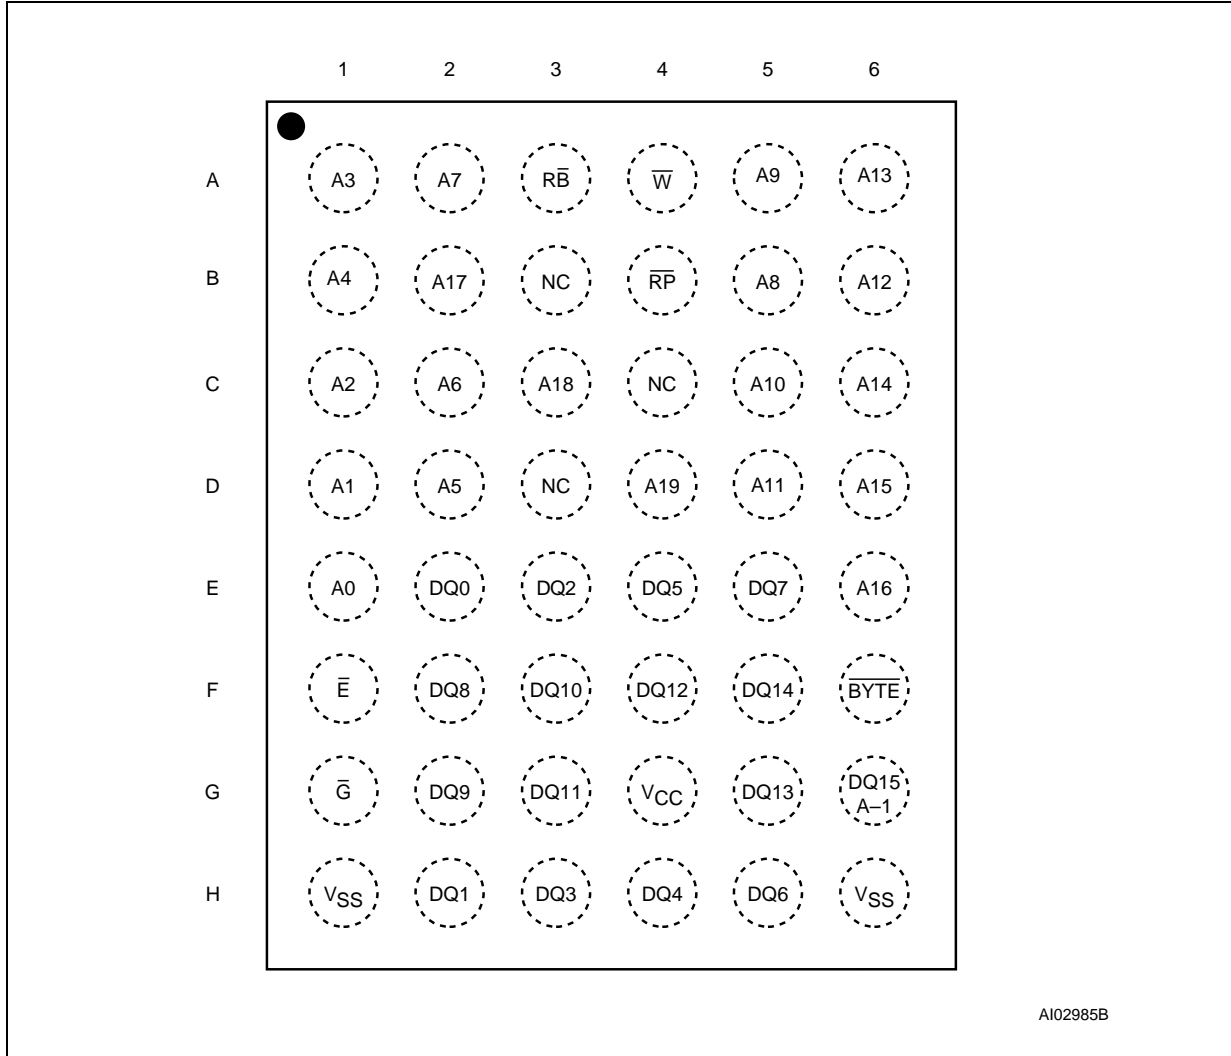 1 2 3 4 5 6
A A3 A7 RB̅ W̅ A9 A13
B A4 A17 NC R̅P̅ A8 A12
C A2 A6 A18 NC A10 A14
D A1 A5 NC A19 A11 A15
E A0 DQ0 DQ2 DQ5 DQ7 A16
F E̅ DQ8 DQ10 DQ12 DQ14 B̅Y̅T̅E̅
G G̅ DQ9 DQ11 VCC DQ13 DQ15
A–1
H VSS DQ1 DQ3 DQ4 DQ6 VSS
AI02985B